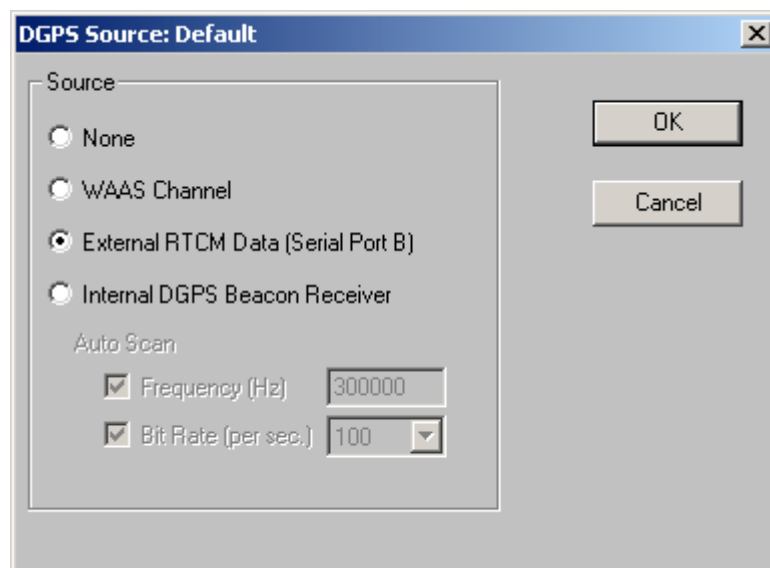 DGPS Source: Default
Source
None
WAAS Channel
External RTCM Data (Serial Port B)
Internal DGPS Beacon Receiver
Auto Scan
Frequency (Hz) 300000
Bit Rate (per sec.) 100
OK
Cancel